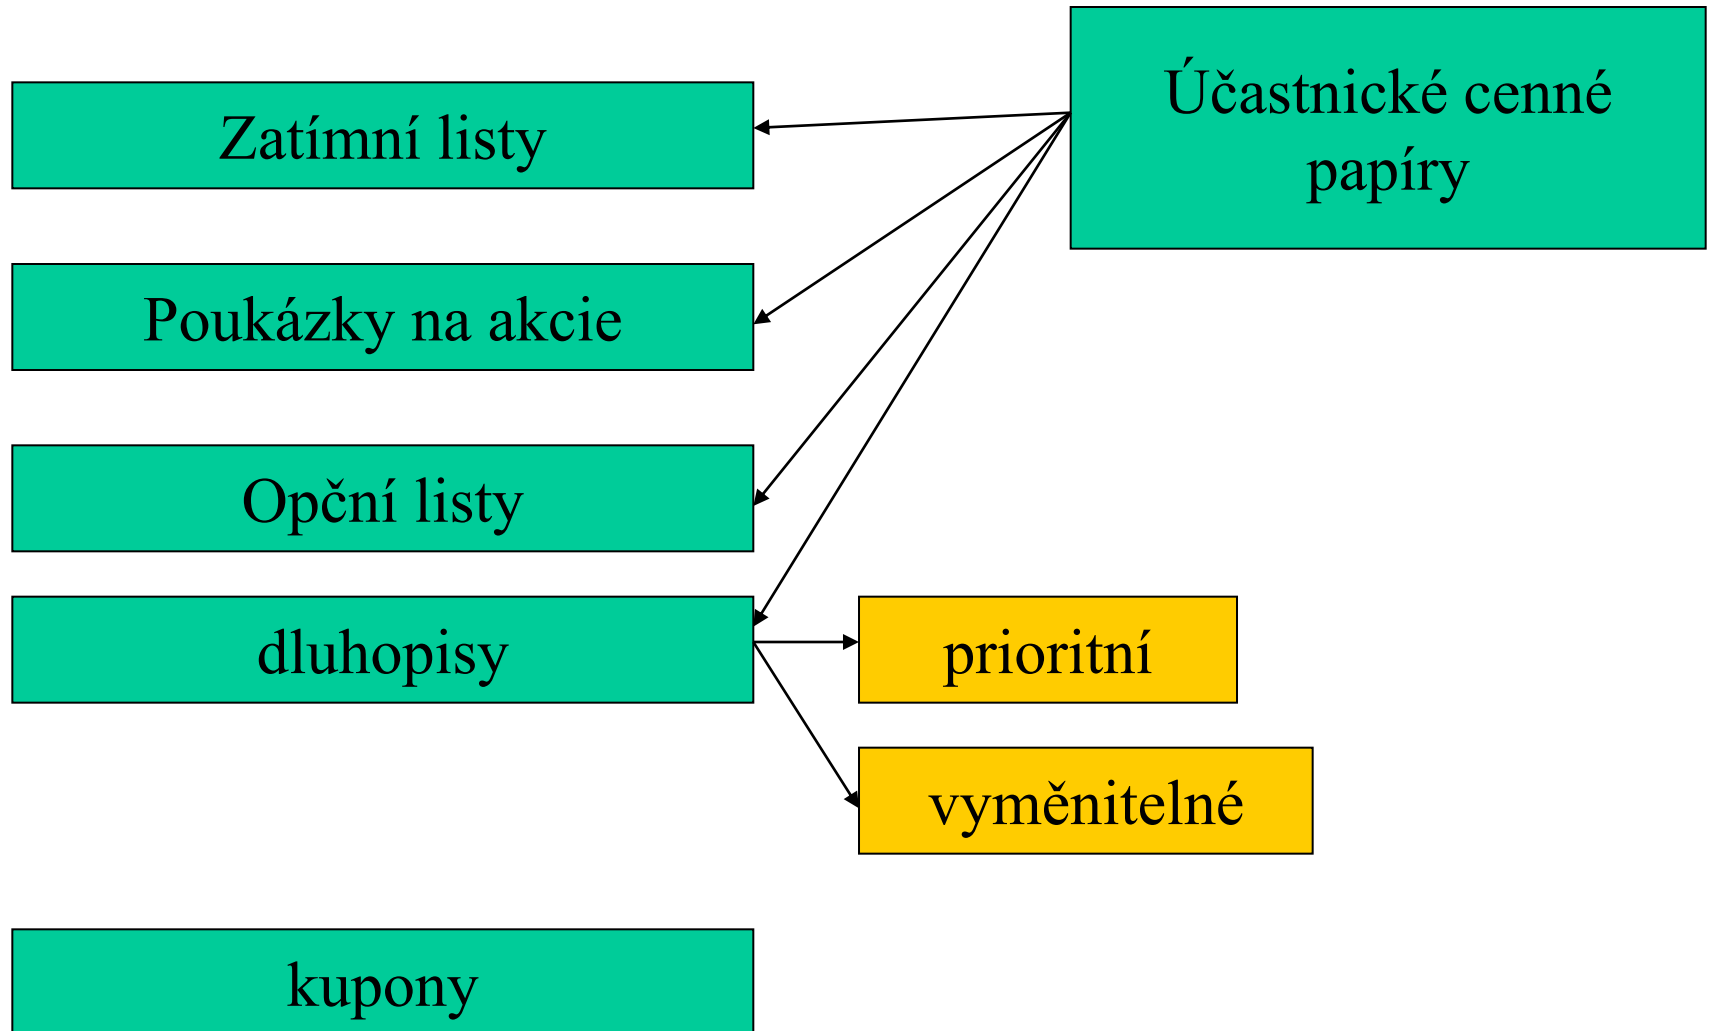 Účastnické cenné
papíry
Zatímní listy
Poukázky na akcie
Opční listy
dluhopisy
prioritní
vyměnitelné
kupony